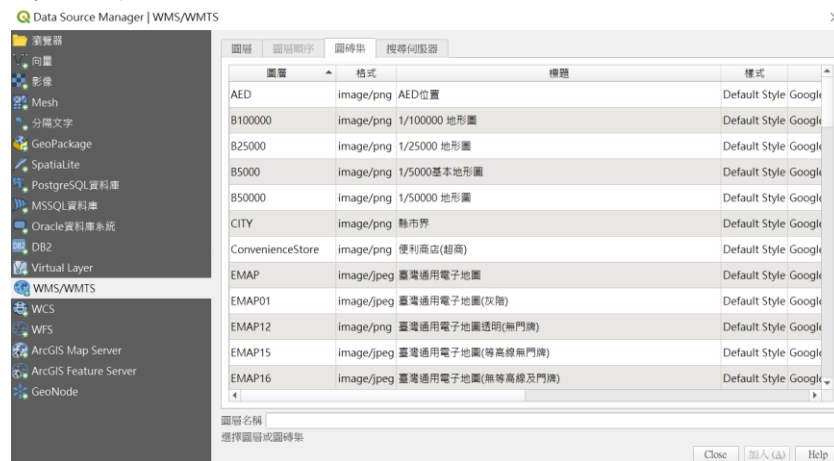 Data Source Manager | WMS/WMTS
瀏覽器
向量
影像
Mesh
分隔文字
GeoPackage
SpatiaLite
PostgreSQL資料庫
MSSQL資料庫
Oracle資料庫系統
DB2
Virtual Layer
WMS/WMTS
WCS
WFS
ArcGIS Map Server
ArcGIS Feature Server
GeoNode
圖層 圖層順序 圖磚集 搜尋伺服器
圖層 格式 標題 樣式
AED image/png AED位置 Default Style Google
B100000 image/png 1/100000 地形圖 Default Style Google
B25000 image/png 1/25000 地形圖 Default Style Google
B5000 image/png 1/5000基本地形圖 Default Style Google
B50000 image/png 1/50000 地形圖 Default Style Google
CITY image/png 縣市界 Default Style Google
ConvenienceStore image/png 便利商店(超商) Default Style Google
EMAP image/jpeg 臺灣通用電子地圖 Default Style Google
EMAP01 image/jpeg 臺灣通用電子地圖(灰階) Default Style Google
EMAP12 image/png 臺灣通用電子地圖透明(無門牌) Default Style Google
EMAP15 image/jpeg 臺灣通用電子地圖(等高線無門牌) Default Style Google
EMAP16 image/jpeg 臺灣通用電子地圖(無等高線及門牌) Default Style Google
圖層名稱
選擇圖層或圖磚集
Close 加入 (A) Help